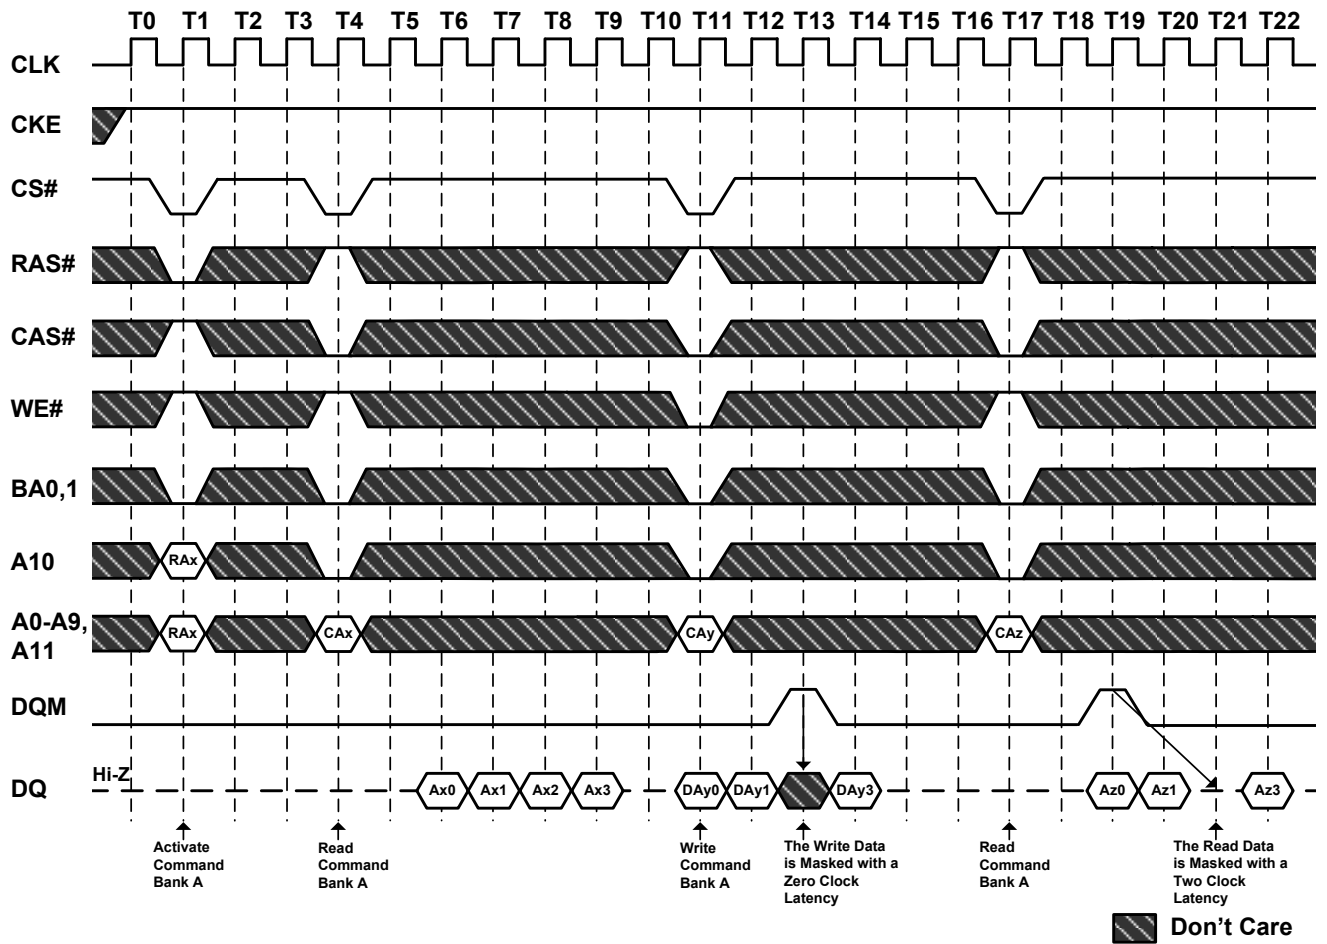 T0 T1 T2 T3 T4 T5 T6 T7 T8 T9 T10 T11 T12 T13 T14 T15 T16 T17 T18 T19 T20 T21 T22
CLK
CKE
CS#
RAS#
CAS#
WE#
BA0,1
A10
RAx
A0-A9,
A11
RAx CAx CAy CAz
DQM
Hi-Z
DQ
Ax0 Ax1 Ax2 Ax3 DAy0 DAy1 DAy3 Az0 Az1 Az3
Activate
Command
Bank A
Read
Command
Bank A
Write
Command
Bank A
The Write Data
is Masked with a
Zero Clock
Latency
Read
Command
Bank A
The Read Data
is Masked with a
Two Clock
Latency
Don't Care